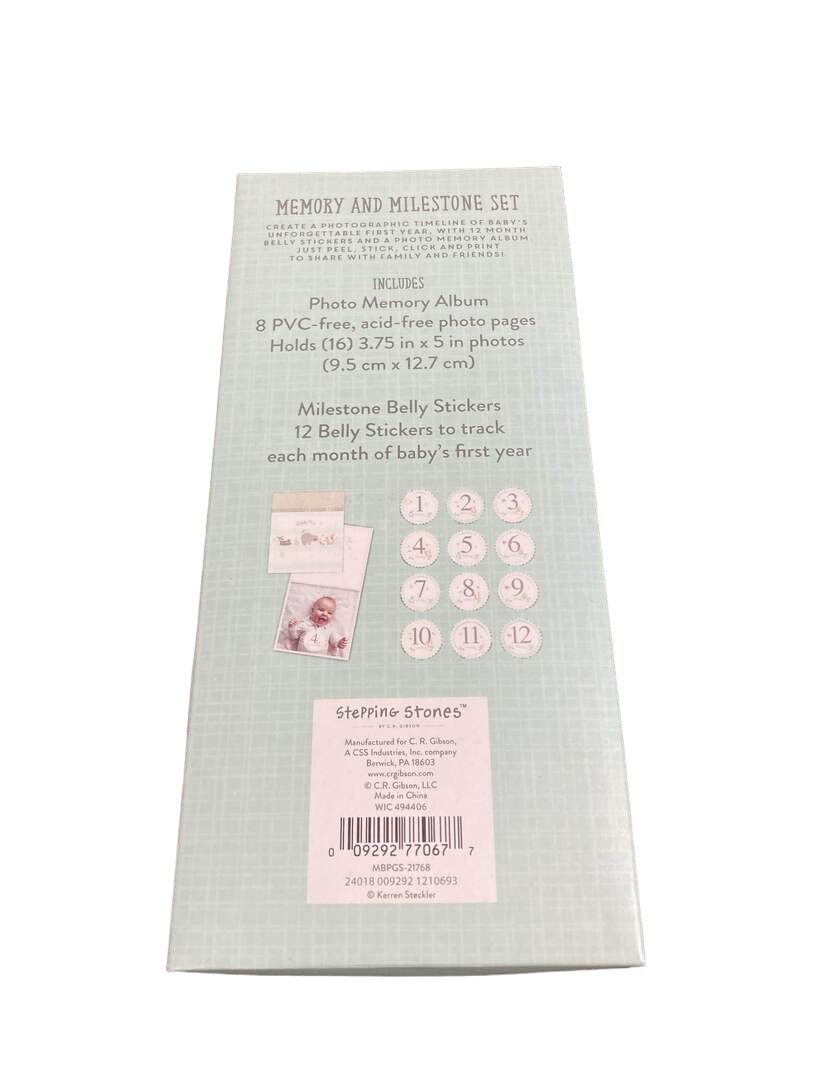 MEMORY AND MILESTONE SET
CREATE A PHOTOGRAPHIC TIMELINE OF BABY'S
UNFORGETTABLE FIRST YEAR, WITH 12 MONTH
BELLY STICKERS AND A PHOTO MEMORY ALBUM.
JUST PEEL, STICK, CLICK AND PRINT
TO SHARE WITH FAMILY AND FRIENDS!
INCLUDES
Photo Memory Album
8 PVC-free, acid-free photo pages
Holds (16) 3.75 in x 5 in photos
(9.5 cm x 12.7 cm)
Milestone Belly Stickers
12 Belly Stickers to track
each month of baby's first year
1 2 3
4 5 6
7 8 9
10 11 12
4
Stepping Stones™
BY C.R. GIBSON
Manufactured for C. R. Gibson,
A CSS Industries, Inc. company
Berwick, PA 18603
www.crgibson.com
© C.R. Gibson, LLC
Made in China
WIC 494406
0 09292 77067 7
MBPGS-21768
24018 009292 1210693
© Kerren Steckler